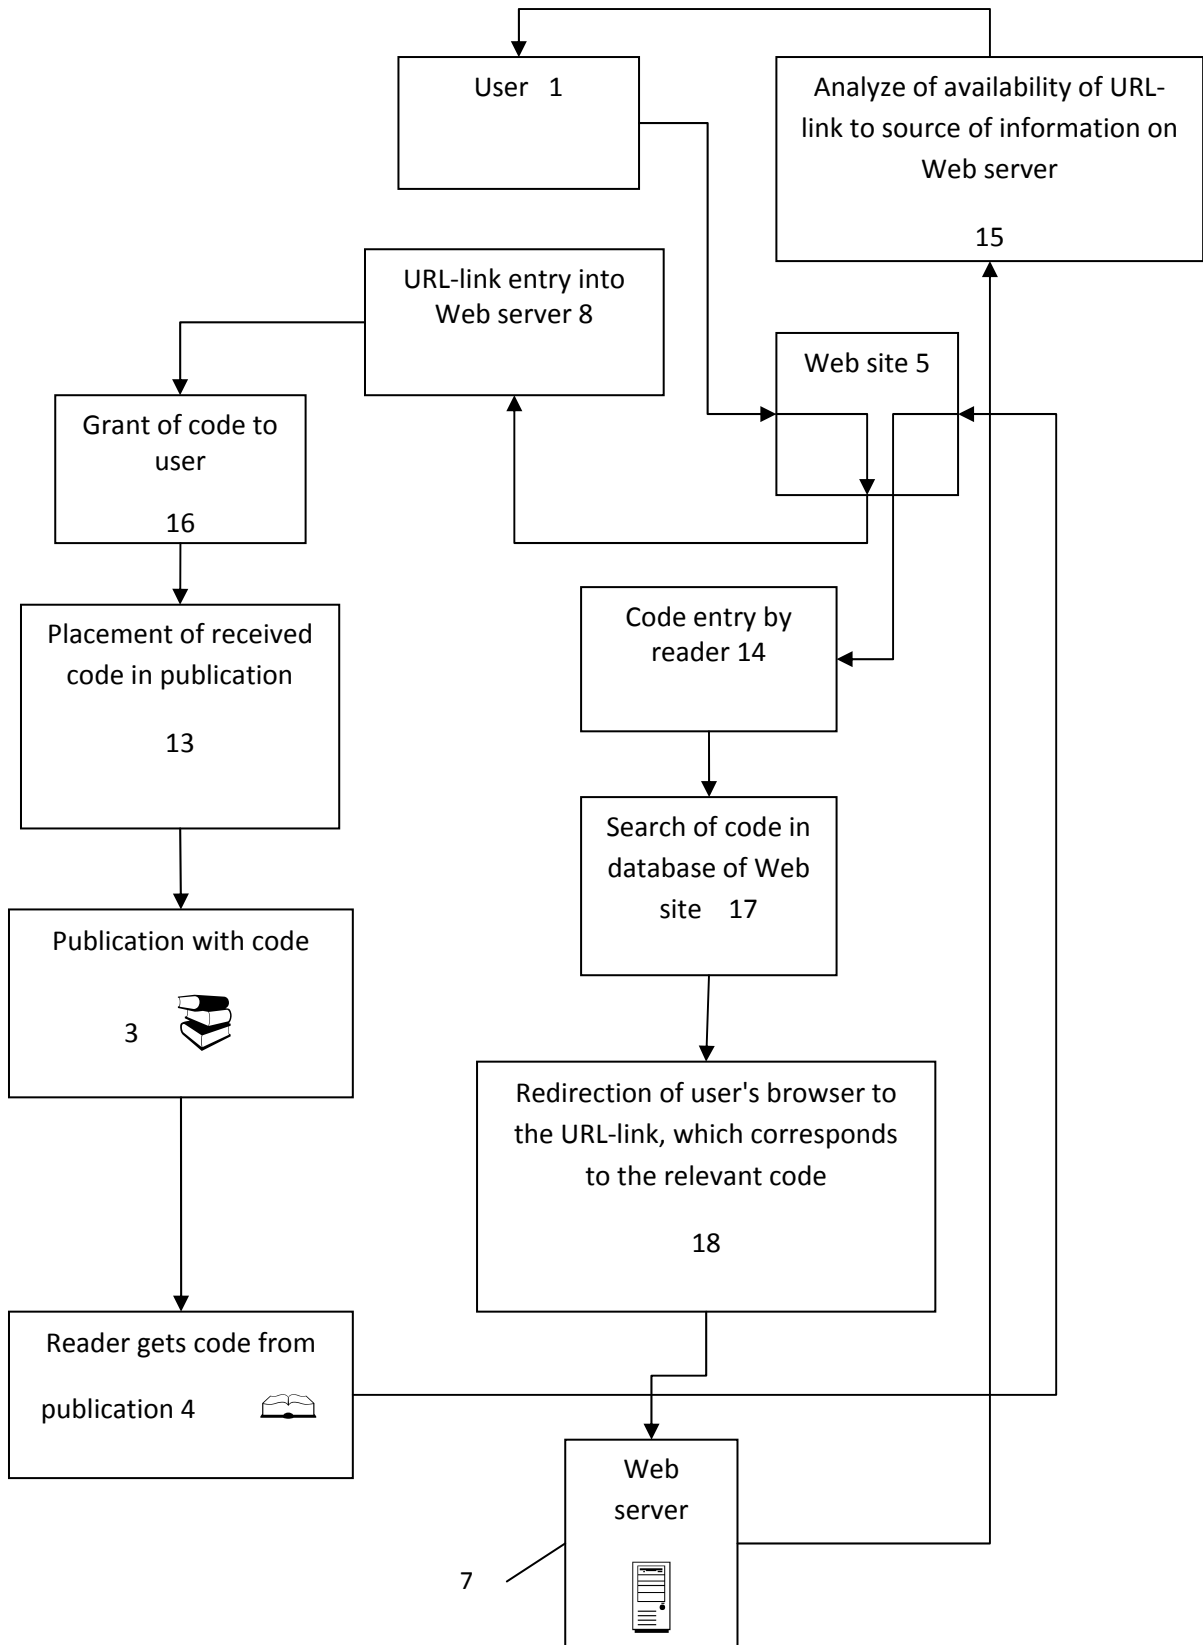 User 1
Analyze of availability of URL-
link to source of information on
Web server
15
URL-link entry into
Web server 8
Web site 5
Grant of code to
user
16
Code entry by
reader 14
Placement of received
code in publication
13
Search of code in
database of Web
site 17
Publication with code
3
Redirection of user's browser to
the URL-link, which corresponds
to the relevant code
18
Reader gets code from
publication 4
Web
server
7